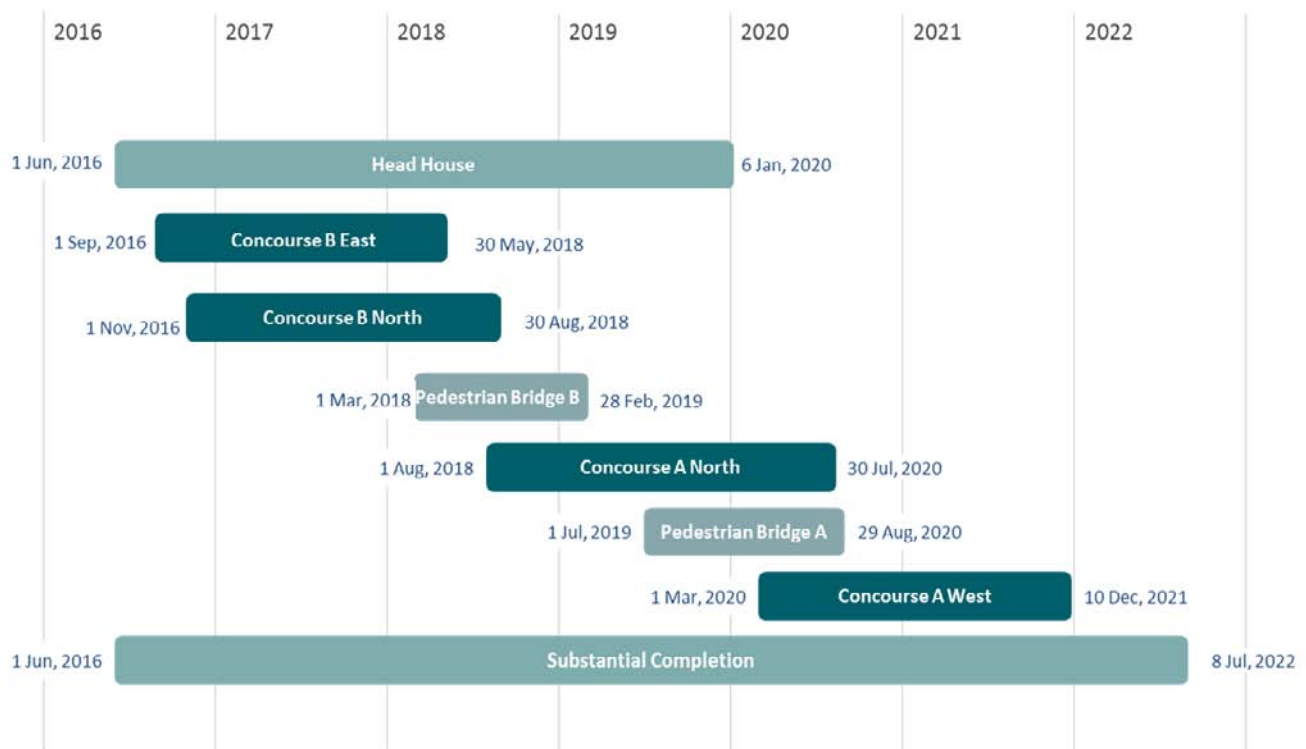 2016 2017 2018 2019 2020 2021 2022
1 Jun, 2016 Head House 6 Jan, 2020
1 Sep, 2016 Concourse B East 30 May, 2018
1 Nov, 2016 Concourse B North 30 Aug, 2018
1 Mar, 2018 Pedestrian Bridge B 28 Feb, 2019
1 Aug, 2018 Concourse A North 30 Jul, 2020
1 Jul, 2019 Pedestrian Bridge A 29 Aug, 2020
1 Mar, 2020 Concourse A West 10 Dec, 2021
1 Jun, 2016 Substantial Completion 8 Jul, 2022